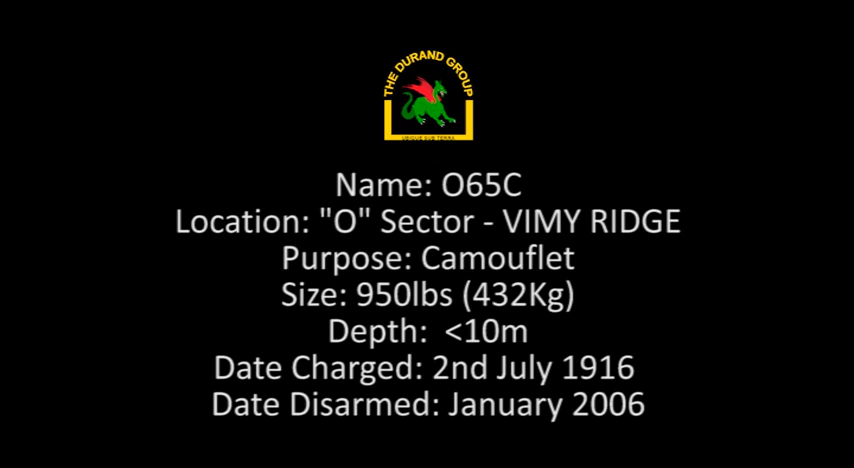 THE DURAND GROUP
UBIQUE SUB TERRA
Name: O65C
Location: "O" Sector - VIMY RIDGE
Purpose: Camouflet
Size: 950lbs (432Kg)
Depth: <10m
Date Charged: 2nd July 1916
Date Disarmed: January 2006